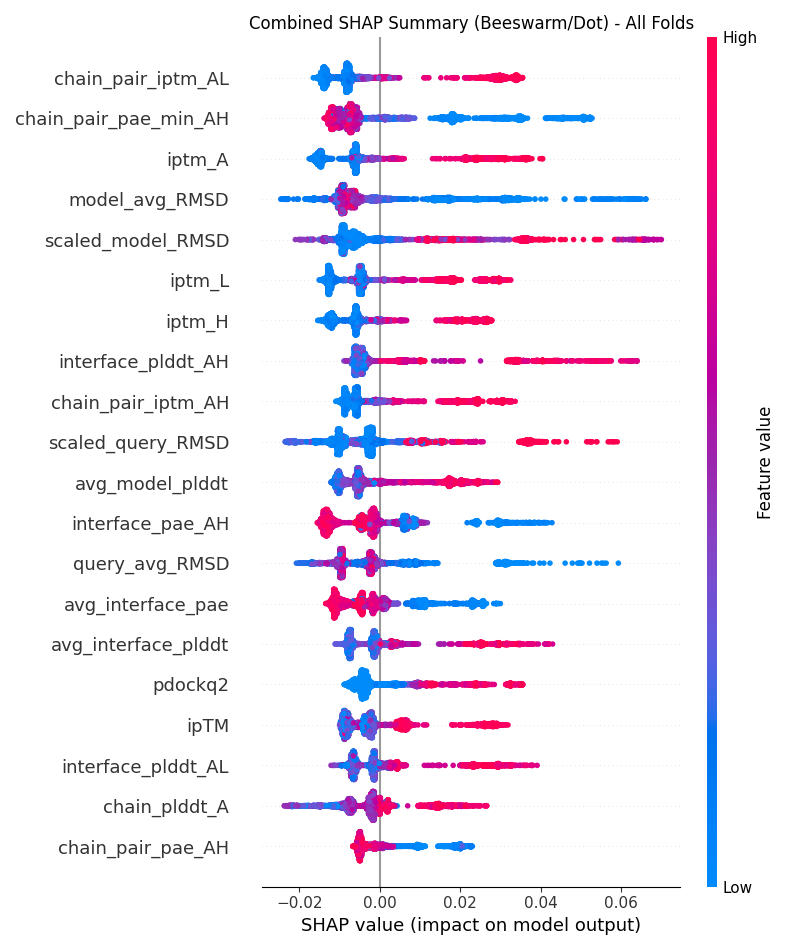 Combined SHAP Summary (Beeswarm/Dot) - All Folds
High
chain_pair_iptm_AL
chain_pair_pae_min_AH
iptm_A
model_avg_RMSD
scaled_model_RMSD
iptm_L
iptm_H
interface_plddt_AH
chain_pair_iptm_AH
scaled_query_RMSD
avg_model_plddt
interface_pae_AH
query_avg_RMSD
avg_interface_pae
avg_interface_plddt
pdockq2
ipTM
interface_plddt_AL
chain_plddt_A
chain_pair_pae_AH
Feature value
Low
−0.02 0.00 0.02 0.04 0.06
SHAP value (impact on model output)